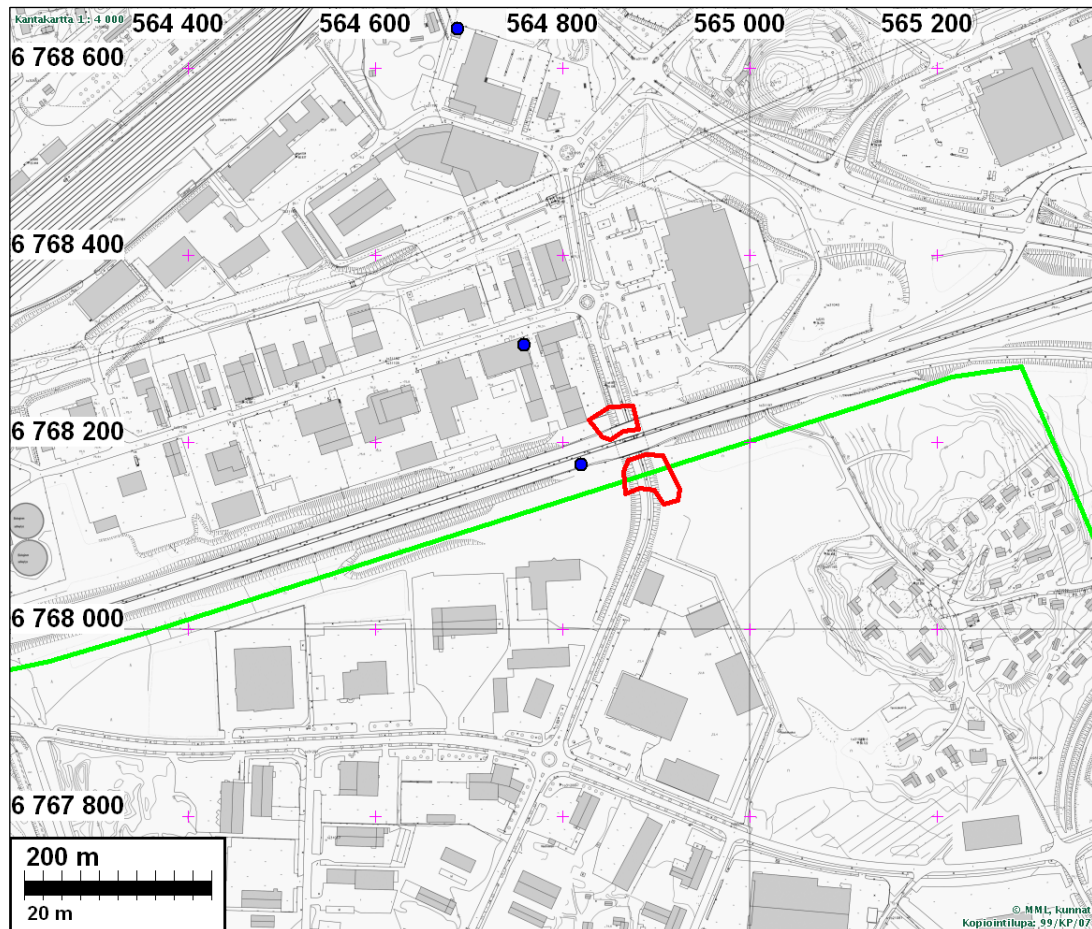 Kantakartta 1 : 4 000
564 400
564 600
564 800
565 000
565 200
6 768 600
6 768 400
6 768 200
6 768 000
6 767 800
200 m
20 m
© MML, kunnat
Kopiointilupa: 99/KP/07